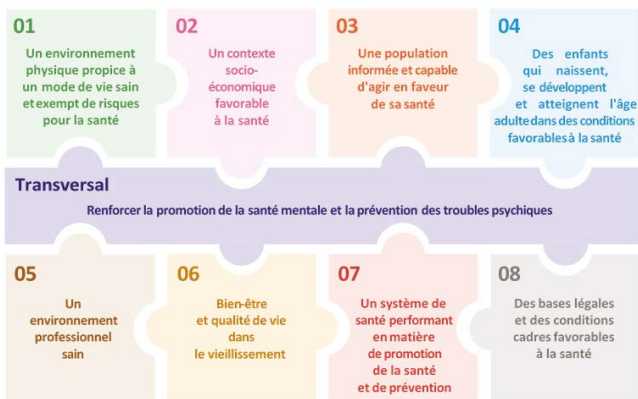 01
Un environnement
physique propice à
un mode de vie sain
et exempt de risques
pour la santé
02
Un contexte
socio-
économique
favorable
à la santé
03
Une population
informée et capable
d'agir en faveur
de sa santé
04
Des enfants
qui naissent,
se développent
et atteignent l'âge
adulte dans des conditions
favorables à la santé
Transversal
Renforcer la promotion de la santé mentale et la prévention des troubles psychiques
05
Un
environnement
professionnel
sain
06
Bien-être
et qualité de vie
dans
le vieillissement
07
Un système de
santé performant
en matière
de promotion
de la santé
et de prévention
08
Des bases légales
et des conditions
cadres favorables
à la santé